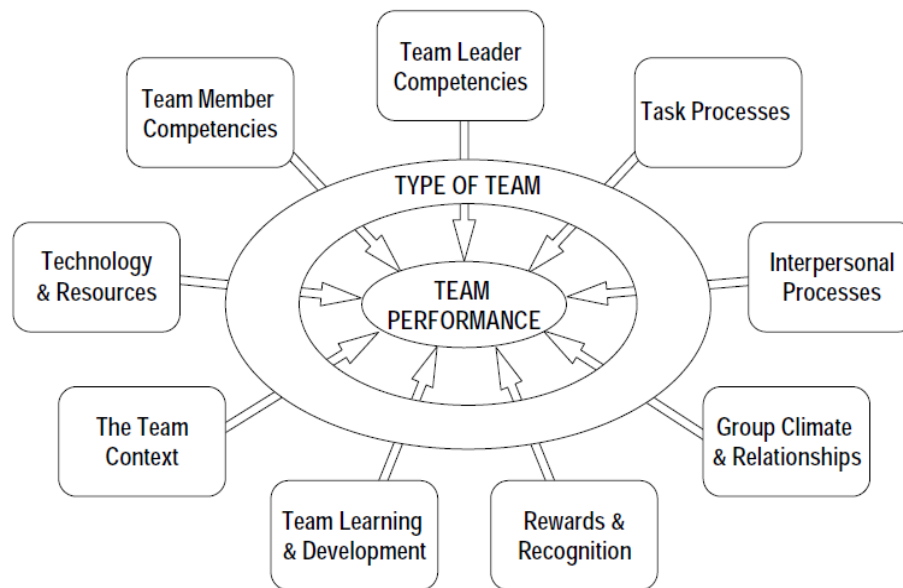 Team Leader
Competencies
Team Member
Competencies
Task Processes
TYPE OF TEAM
Technology
& Resources
Interpersonal
Processes
TEAM
PERFORMANCE
The Team
Context
Group Climate
& Relationships
Team Learning
& Development
Rewards &
Recognition